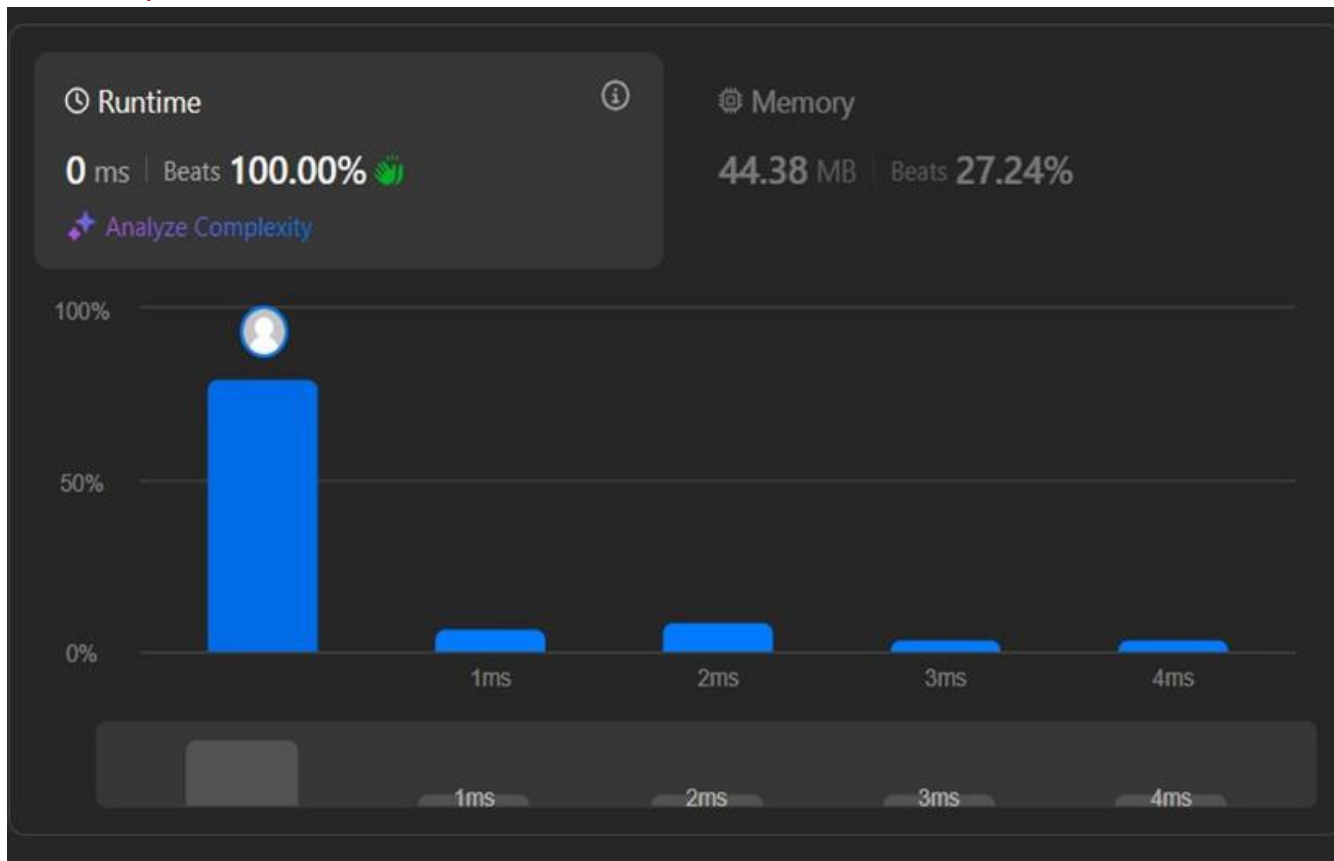 Runtime
0 ms | Beats 100.00%
Analyze Complexity
Memory
44.38 MB | Beats 27.24%
100%
50%
0%
1ms 2ms 3ms 4ms
1ms 2ms 3ms 4ms